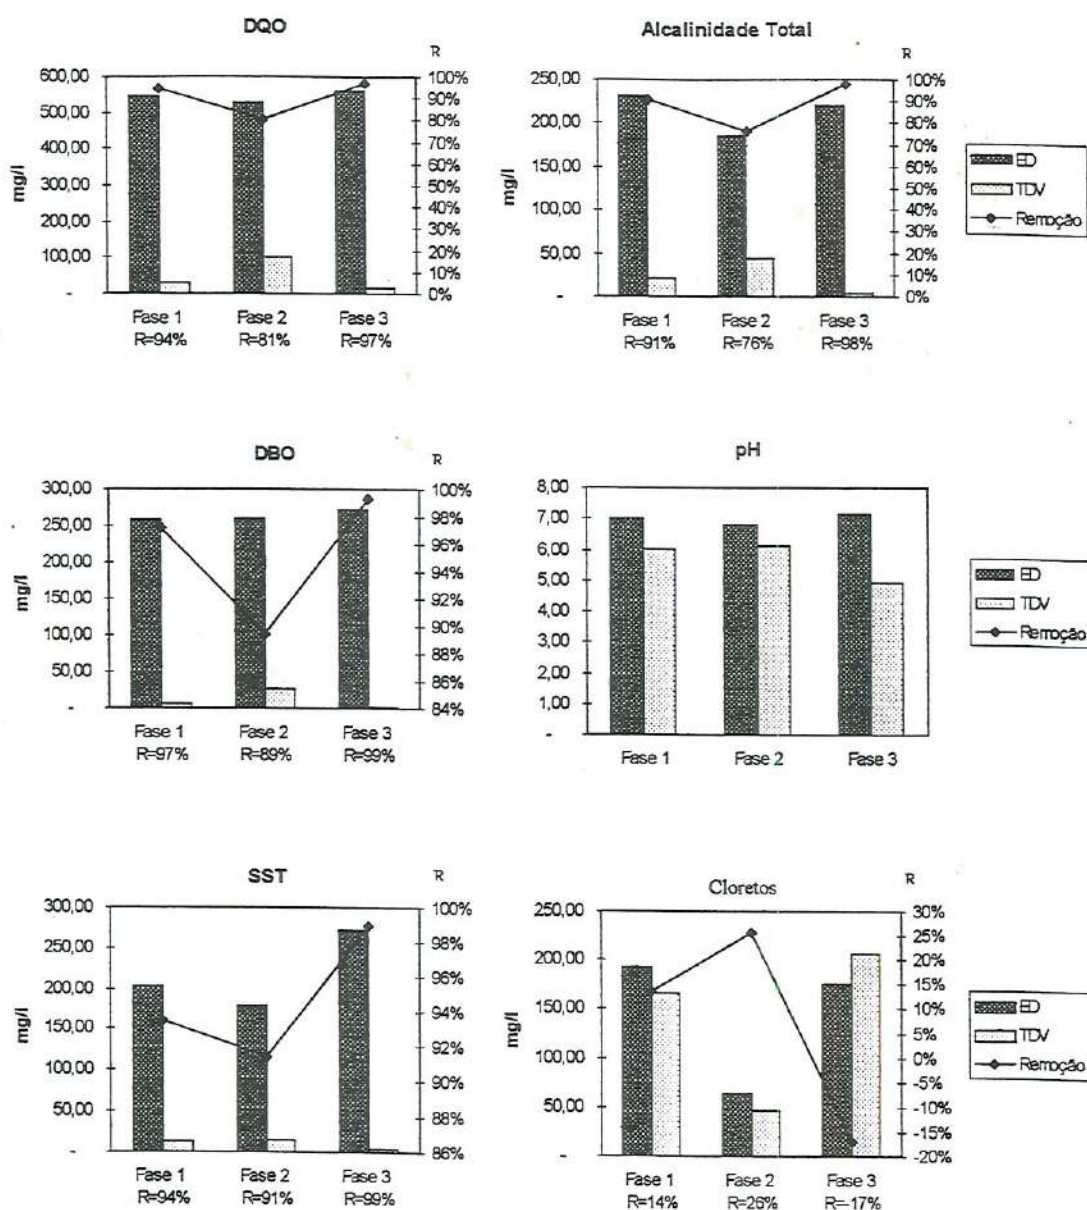 DQO
R
mg/l
600,00
500,00
400,00
300,00
200,00
100,00
-
100%
90%
80%
70%
60%
50%
40%
30%
20%
10%
0%
Fase 1
R=94%
Fase 2
R=81%
Fase 3
R=97%
Alcalinidade Total
R
mg/l
250,00
200,00
150,00
100,00
50,00
-
100%
90%
80%
70%
60%
50%
40%
30%
20%
10%
0%
Fase 1
R=91%
Fase 2
R=76%
Fase 3
R=98%
ED
TDV
Remoção
DBO
R
mg/l
300,00
250,00
200,00
150,00
100,00
50,00
-
100%
98%
96%
94%
92%
90%
88%
86%
84%
Fase 1
R=97%
Fase 2
R=89%
Fase 3
R=99%
pH
8,00
7,00
6,00
5,00
4,00
3,00
2,00
1,00
-
Fase 1
Fase 2
Fase 3
ED
TDV
Remoção
SST
R
mg/l
300,00
250,00
200,00
150,00
100,00
50,00
-
100%
98%
96%
94%
92%
90%
88%
86%
Fase 1
R=94%
Fase 2
R=91%
Fase 3
R=99%
Cloretos
R
mg/l
250,00
200,00
150,00
100,00
50,00
-
30%
25%
20%
15%
10%
5%
0%
-5%
-10%
-15%
-20%
Fase 1
R=14%
Fase 2
R=26%
Fase 3
R=-17%
ED
TDV
Remoção